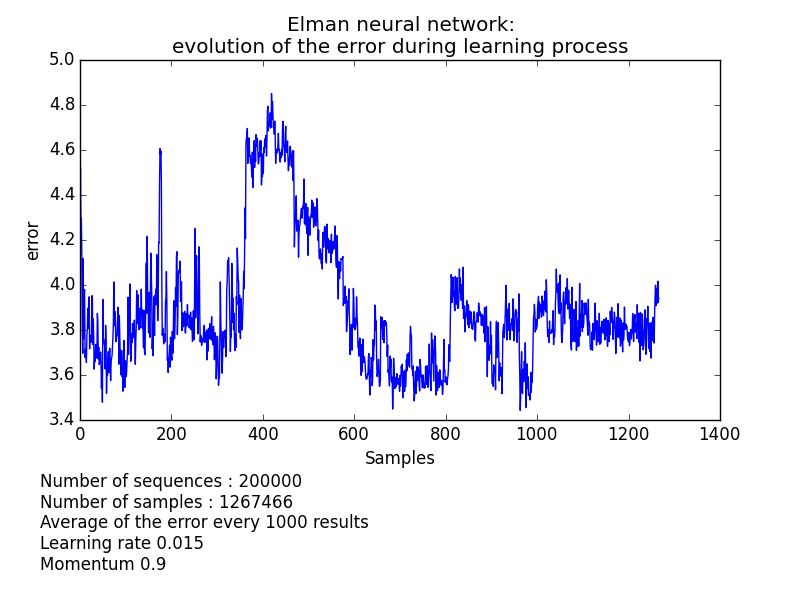 Elman neural network:
evolution of the error during learning process
5.0
4.8
4.6
4.4
4.2
4.0
3.8
3.6
3.4
error
0 200 400 600 800 1000 1200 1400
Samples
Number of sequences : 200000
Number of samples : 1267466
Average of the error every 1000 results
Learning rate 0.015
Momentum 0.9